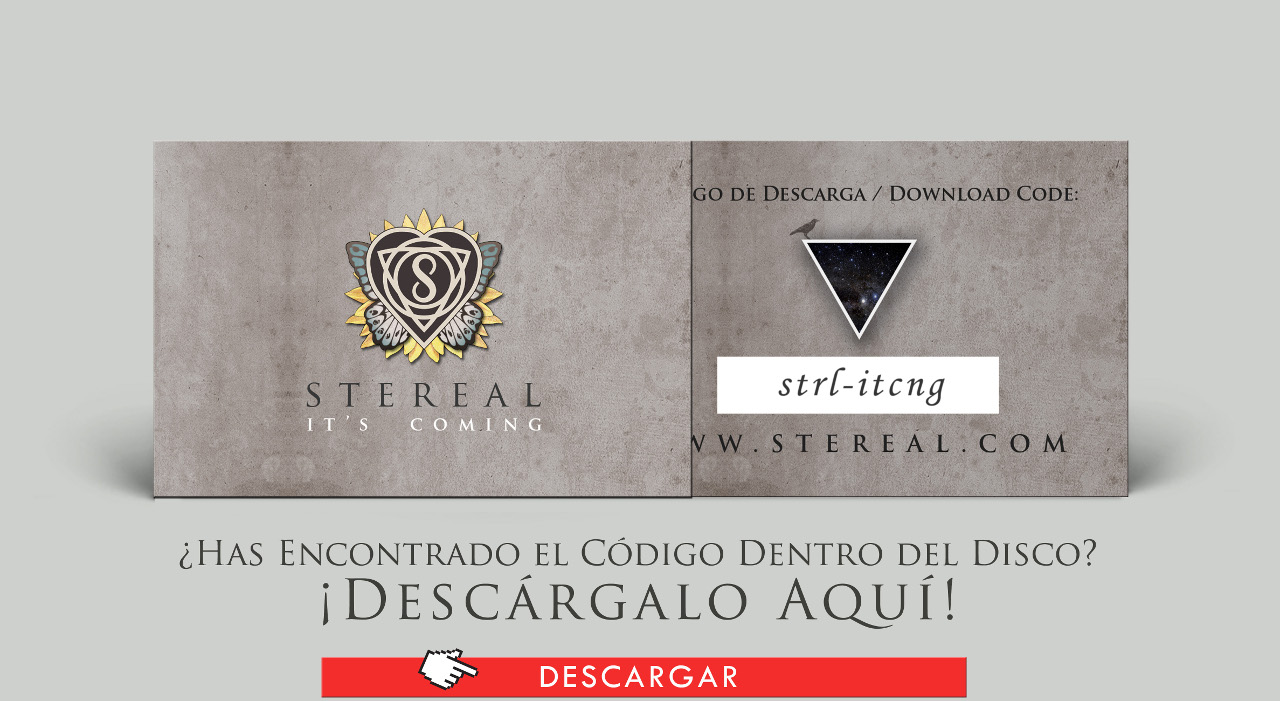 S
STEREAL
IT'S COMING
GO DE DESCARGA / DOWNLOAD CODE:
strl-itcng
WW.STEREAL.COM
¿HAS ENCONTRADO EL CÓDIGO DENTRO DEL DISCO?
¡DESCÁRGALO AQUÍ!
DESCARGAR